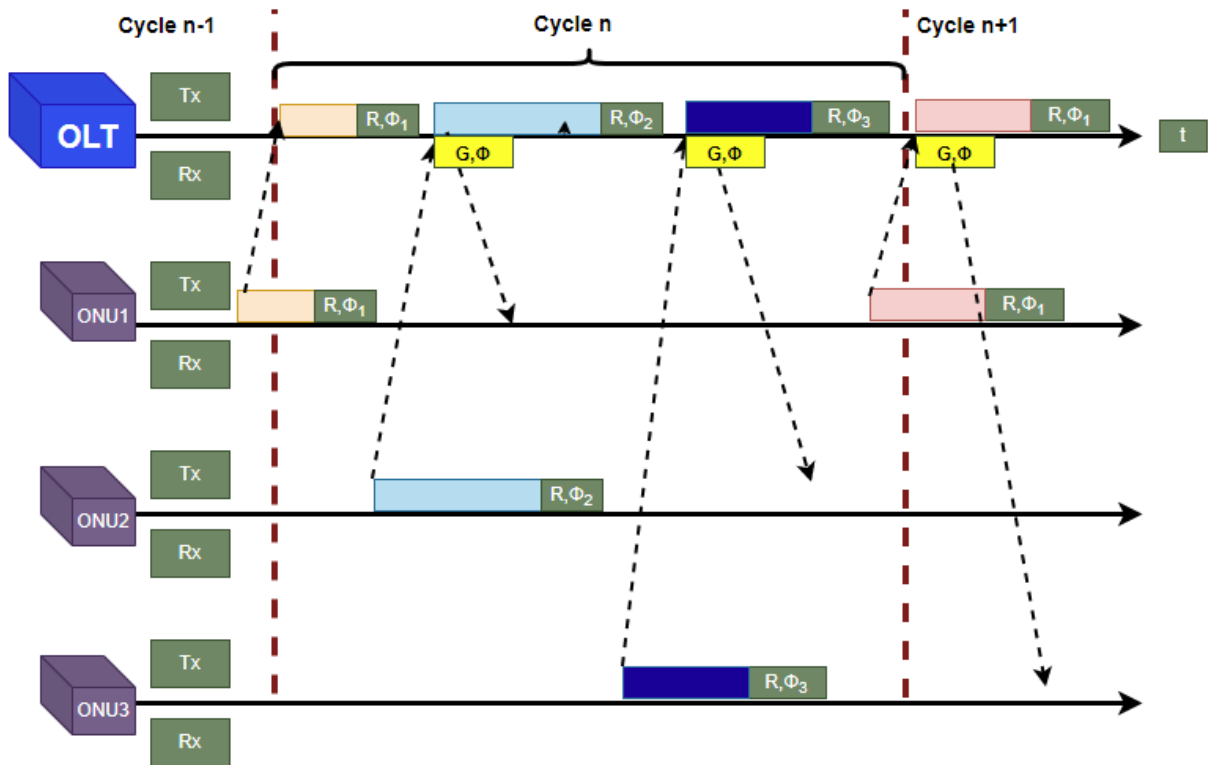 Cycle n-1
Cycle n
Cycle n+1
Tx
OLT
R,Φ1
R,Φ2
R,Φ3
R,Φ1
t
G,Φ
G,Φ
G,Φ
Rx
Tx
ONU1
R,Φ1
R,Φ1
Rx
Tx
ONU2
R,Φ2
Rx
Tx
ONU3
R,Φ3
Rx